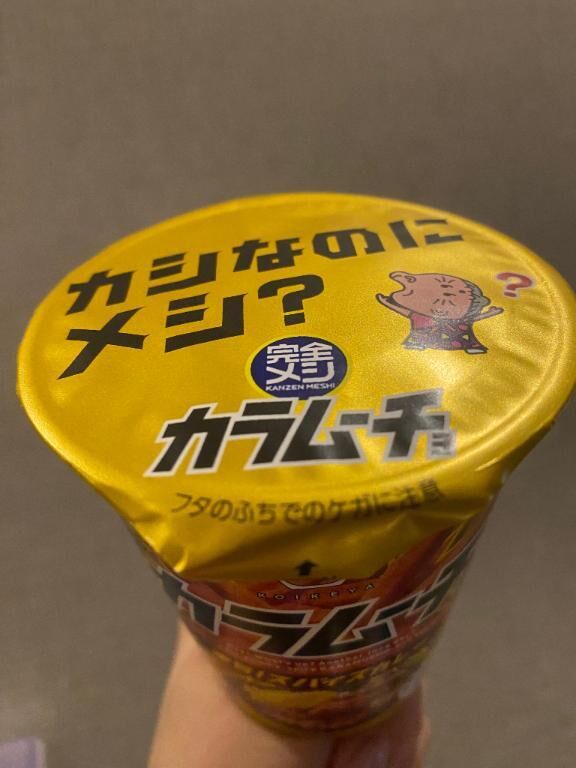 カシなのに
メシ?
?
完全
メシ
KANZEN MESHI
カラムーチョ
フタのふちでのケガに注意
KOIKEYA
カラムーチ